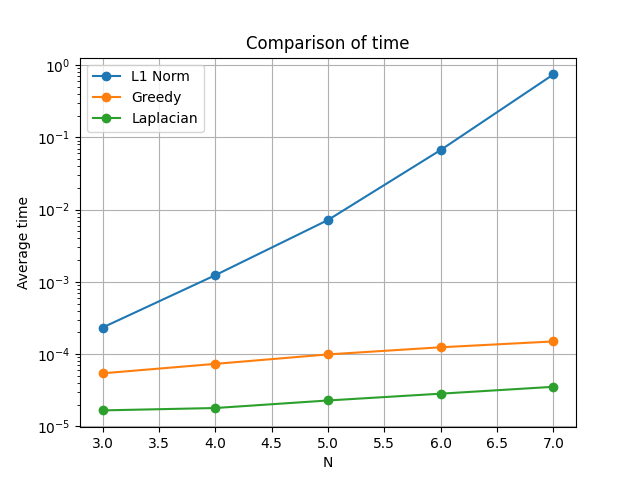 Comparison of time
L1 Norm
Greedy
Laplacian
Average time
10⁰
10⁻¹
10⁻²
10⁻³
10⁻⁴
10⁻⁵
3.0 3.5 4.0 4.5 5.0 5.5 6.0 6.5 7.0
N